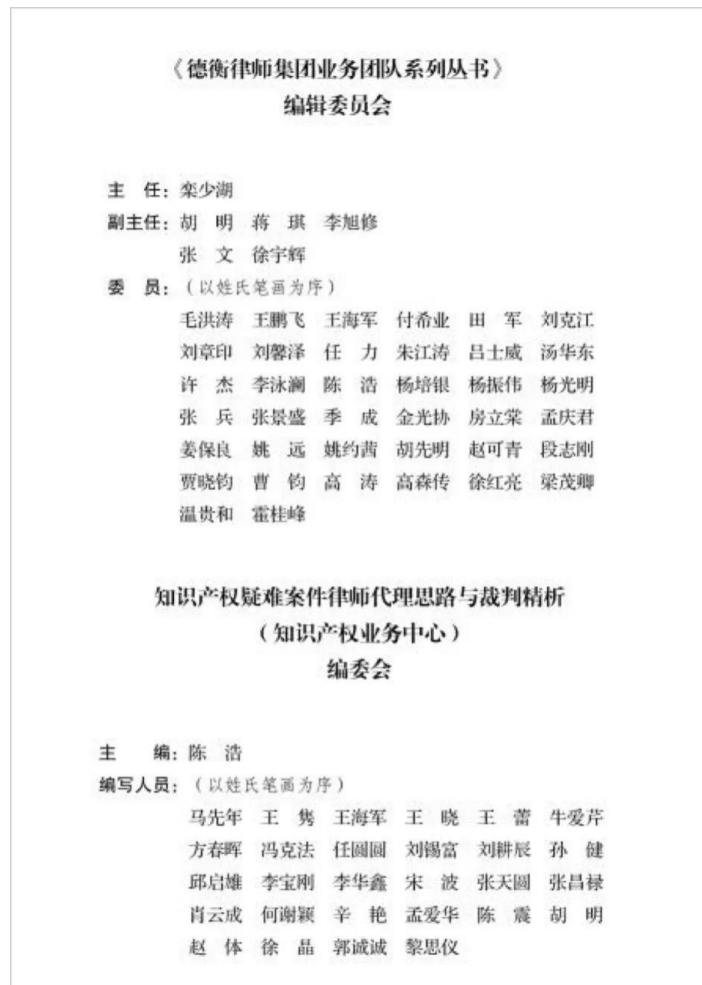 《德衡律师集团业务团队系列丛书》
编辑委员会
主　任：栾少湖
副主任：胡　明　蒋　琪　李旭修
张　文　徐宇辉
委　员：（以姓氏笔画为序）
毛洪涛　王鹏飞　王海军　付希业　田　军　刘克江
刘章印　刘馨泽　任　力　朱江涛　吕士威　汤华东
许　杰　李泳澜　陈　浩　杨培银　杨振伟　杨光明
张　兵　张景盛　季　成　金光协　房立棠　孟庆君
姜保良　姚　远　姚约茜　胡先明　赵可青　段志刚
贾晓钧　曹　钧　高　涛　高森传　徐红亮　梁茂卿
温贵和　霍桂峰
知识产权疑难案件律师代理思路与裁判精析
（知识产权业务中心）
编委会
主　　编：陈　浩
编写人员：（以姓氏笔画为序）
马先年　王　隽　王海军　王　晓　王　蕾　牛爱芹
方春晖　冯克法　任圆圆　刘锡富　刘耕辰　孙　健
邱启雄　李宝刚　李华鑫　宋　波　张天圆　张昌禄
肖云成　何谢颖　辛　艳　孟爱华　陈　震　胡　明
赵　体　徐　晶　郭诚诚　黎思仪